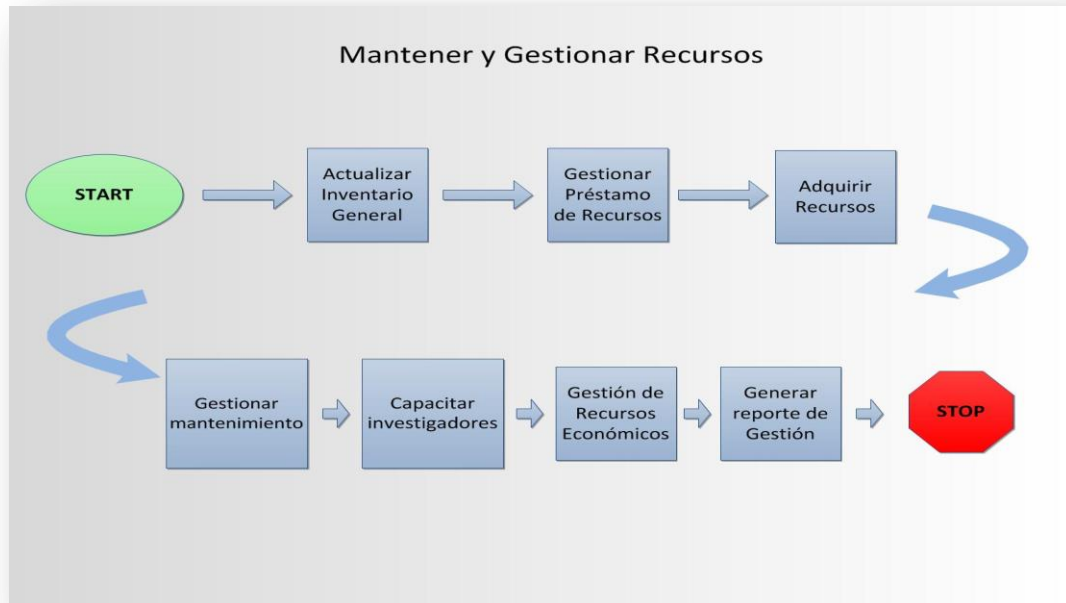 Mantener y Gestionar Recursos
START
Actualizar
Inventario
General
Gestionar
Préstamo
de Recursos
Adquirir
Recursos
Gestionar
mantenimiento
Capacitar
investigadores
Gestión de
Recursos
Económicos
Generar
reporte de
Gestión
STOP